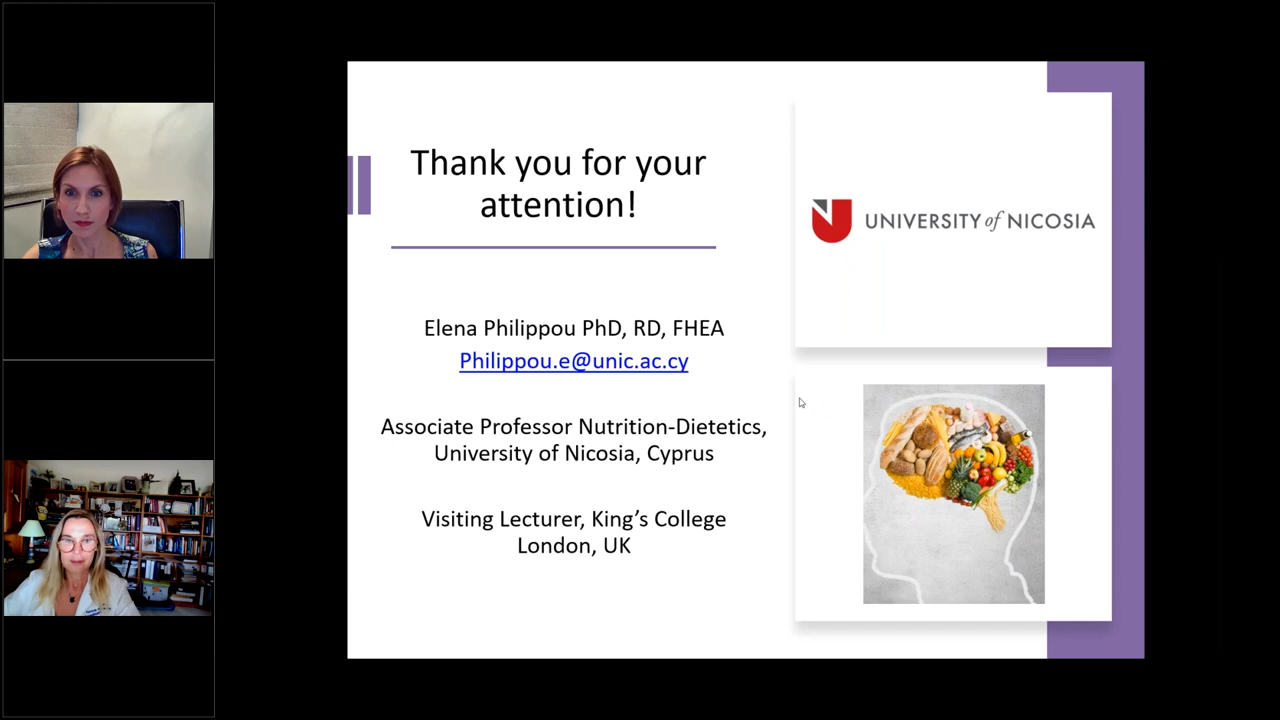 Thank you for your
attention!
Elena Philippou PhD, RD, FHEA
Philippou.e@unic.ac.cy
Associate Professor Nutrition-Dietetics,
University of Nicosia, Cyprus
Visiting Lecturer, King’s College
London, UK
UNIVERSITY of NICOSIA